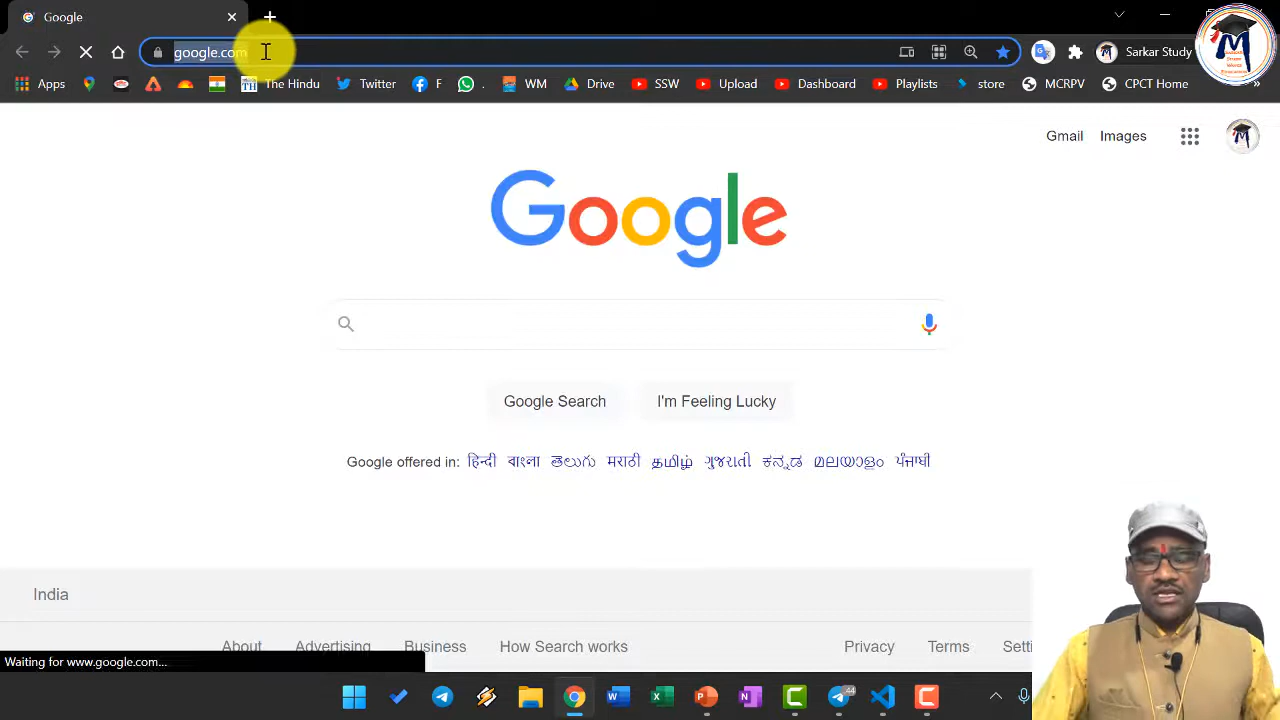 Google
google.com
Sarkar Study
Apps
The Hindu
Twitter
F
.
WM
Drive
SSW
Upload
Dashboard
Playlists
store
MCRPV
CPCT Home
»
Gmail
Images
Google
Google Search
I'm Feeling Lucky
Google offered in: हिन्दी বাংলা తెలుగు मराठी தமிழ் ગુજરાતી ಕನ್ನಡ മലയാളം ਪੰਜਾਬੀ
India
About
Advertising
Business
How Search works
Privacy
Terms
Setti
Waiting for www.google.com...
44